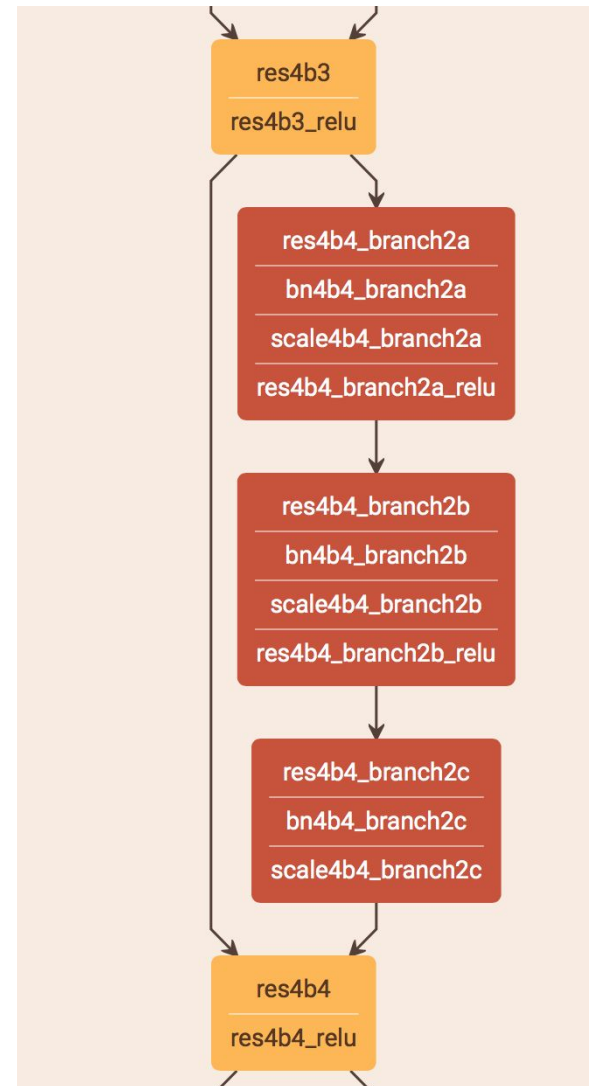 res4b3
res4b3_relu
res4b4_branch2a
bn4b4_branch2a
scale4b4_branch2a
res4b4_branch2a_relu
res4b4_branch2b
bn4b4_branch2b
scale4b4_branch2b
res4b4_branch2b_relu
res4b4_branch2c
bn4b4_branch2c
scale4b4_branch2c
res4b4
res4b4_relu